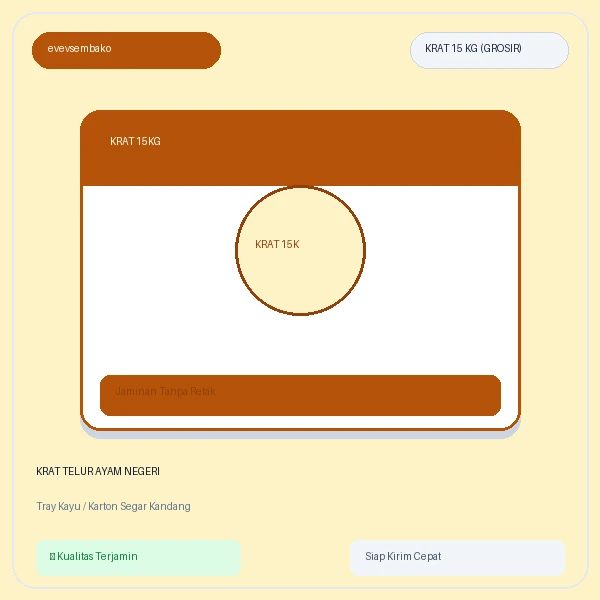 evevsembako
KRAT 15 KG (GROSIR)
KRAT 15KG
KRAT 15K
Jaminan Tanpa Retak
KRAT TELUR AYAM NEGERI
Tray Kayu / Karton Segar Kandang
Kualitas Terjamin
Siap Kirim Cepat